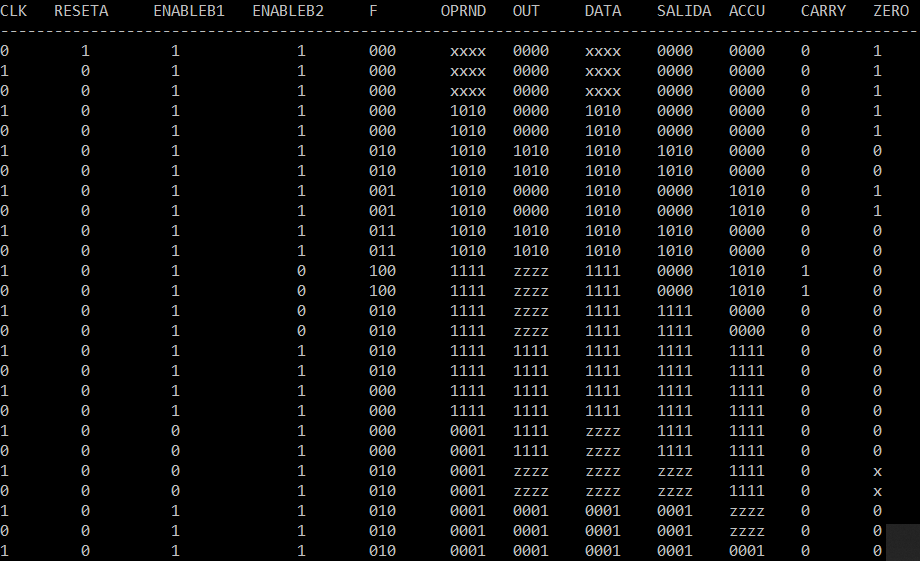 CLK RESETA ENABLEB1 ENABLEB2 F OPRND OUT DATA SALIDA ACCU CARRY ZERO
------------------------------------------------------------------------------------------------------
0 1 1 1 000 xxxx 0000 xxxx 0000 0000 0 1
1 0 1 1 000 xxxx 0000 xxxx 0000 0000 0 1
0 0 1 1 000 xxxx 0000 xxxx 0000 0000 0 1
1 0 1 1 000 1010 0000 1010 0000 0000 0 1
0 0 1 1 000 1010 0000 1010 0000 0000 0 1
1 0 1 1 010 1010 1010 1010 1010 0000 0 0
0 0 1 1 010 1010 1010 1010 1010 0000 0 0
1 0 1 1 001 1010 0000 1010 0000 1010 0 1
0 0 1 1 001 1010 0000 1010 0000 1010 0 1
1 0 1 1 011 1010 1010 1010 1010 0000 0 0
0 0 1 1 011 1010 1010 1010 1010 0000 0 0
1 0 1 0 100 1111 zzzz 1111 0000 1010 1 0
0 0 1 0 100 1111 zzzz 1111 0000 1010 1 0
1 0 1 0 010 1111 zzzz 1111 1111 0000 0 0
0 0 1 0 010 1111 zzzz 1111 1111 0000 0 0
1 0 1 1 010 1111 1111 1111 1111 1111 0 0
0 0 1 1 010 1111 1111 1111 1111 1111 0 0
1 0 1 1 000 1111 1111 1111 1111 1111 0 0
0 0 1 1 000 1111 1111 1111 1111 1111 0 0
1 0 0 1 000 0001 1111 zzzz 1111 1111 0 0
0 0 0 1 000 0001 1111 zzzz 1111 1111 0 0
1 0 0 1 010 0001 zzzz zzzz zzzz 1111 0 x
0 0 0 1 010 0001 zzzz zzzz zzzz 1111 0 x
1 0 1 1 010 0001 0001 0001 0001 zzzz 0 0
0 0 1 1 010 0001 0001 0001 0001 zzzz 0 0
1 0 1 1 010 0001 0001 0001 0001 0001 0 0